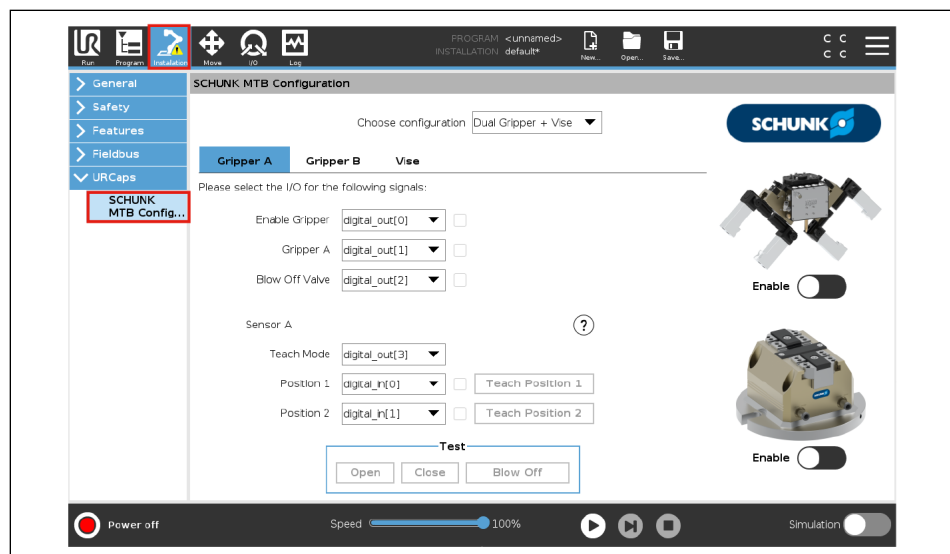 PROGRAM <unnamed>
INSTALLATION default*
Run Program Installation Move I/O Log New... Open... Save...
C C
C C
General
Safety
Features
Fieldbus
URCaps
SCHUNK
MTB Config...
SCHUNK MTB Configuration
Choose configuration Dual Gripper + Vise
SCHUNK
Gripper A Gripper B Vise
Please select the I/O for the following signals:
Enable Gripper digital_out[0]
Gripper A digital_out[1]
Blow Off Valve digital_out[2]
Enable
Sensor A ?
Teach Mode digital_out[3]
Position 1 digital_in[0] Teach Position 1
Position 2 digital_in[1] Teach Position 2
Test
Open Close Blow Off
Enable
Power off Speed 100% Simulation